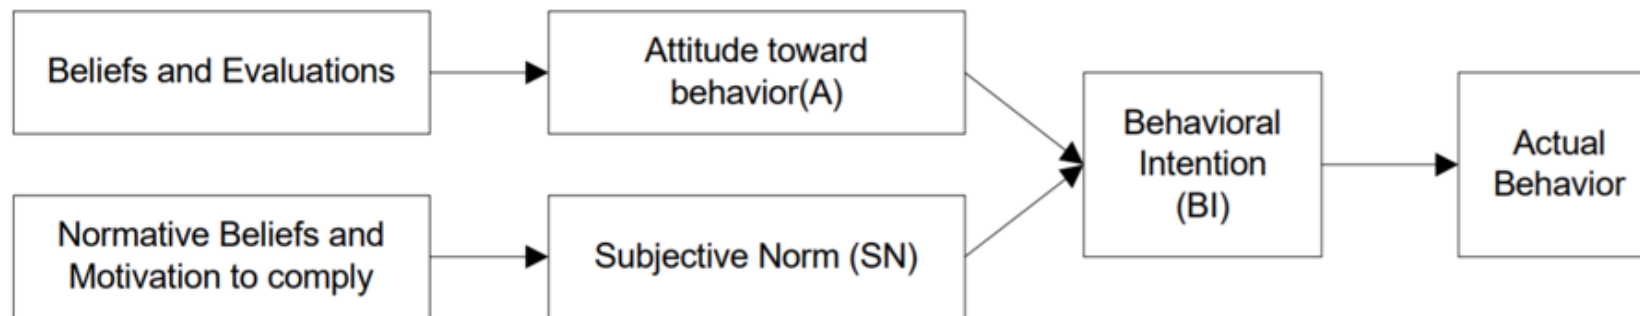 Beliefs and Evaluations
Attitude toward
behavior(A)
Normative Beliefs and
Motivation to comply
Subjective Norm (SN)
Behavioral
Intention
(BI)
Actual
Behavior